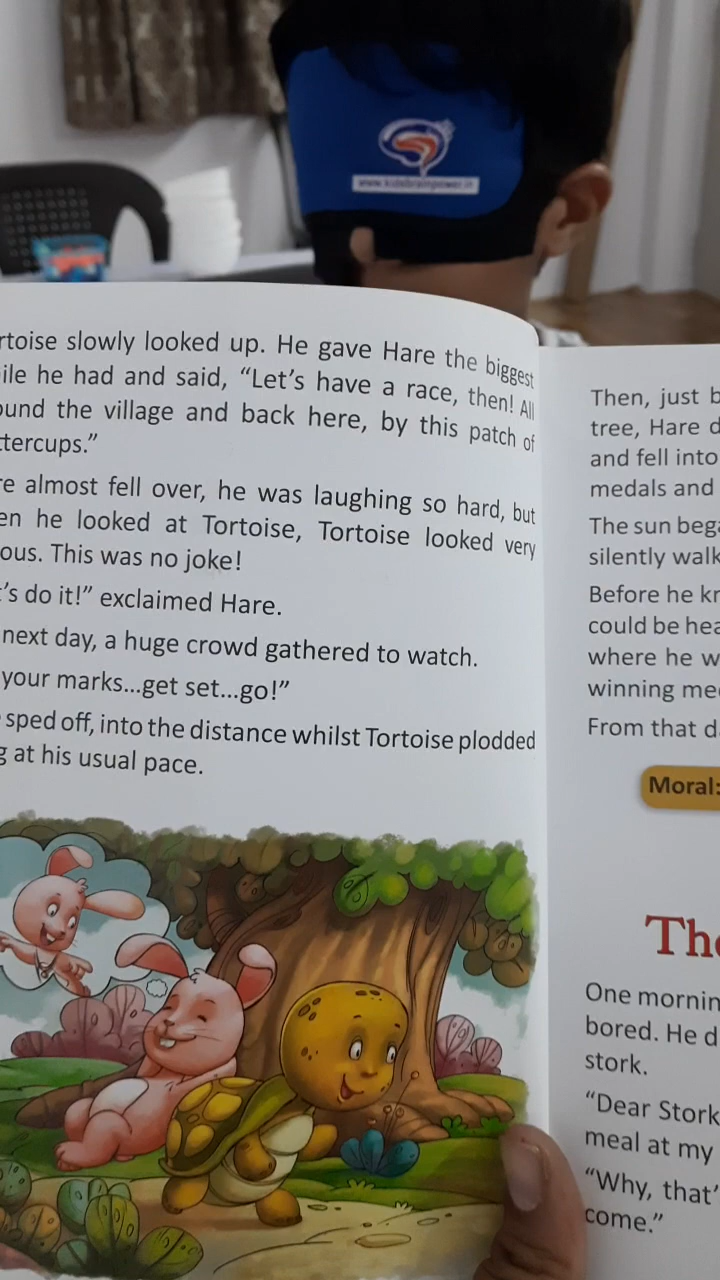 www.kidsbrainpower.in
rtoise slowly looked up. He gave Hare the biggest
ile he had and said, "Let's have a race, then! All
ound the village and back here, by this patch of
tercups."
re almost fell over, he was laughing so hard, but
en he looked at Tortoise, Tortoise looked very
ous. This was no joke!
t's do it!" exclaimed Hare.
next day, a huge crowd gathered to watch.
your marks...get set...go!"
sped off, into the distance whilst Tortoise plodded
g at his usual pace.
Then, just b
tree, Hare d
and fell into
medals and
The sun bega
silently walk
Before he kn
could be hea
where he w
winning me
From that d
Moral:
The
One mornin
bored. He d
stork.
"Dear Stork
meal at my
"Why, that'
come."